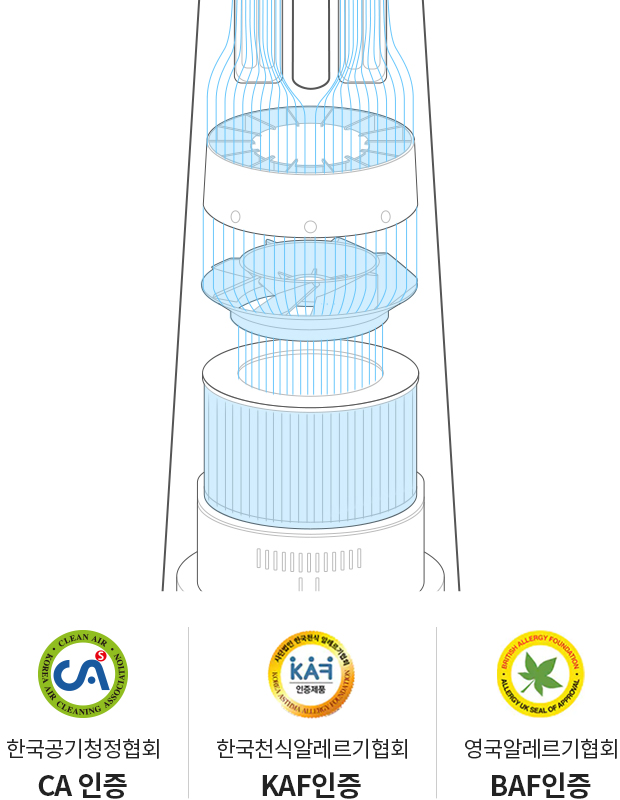 CLEAN AIR
KOREA AIR CLEANING ASSOCIATION
CA
S
사단법인 한국천식 알레르기협회
KAF
인증제품
KOREA ASTHMA ALLERGY FOUNDATION
BRITISH ALLERGY FOUNDATION
ALLERGY UK SEAL OF APPROVAL
한국공기청정협회
CA 인증
한국천식알레르기협회
KAF인증
영국알레르기협회
BAF인증